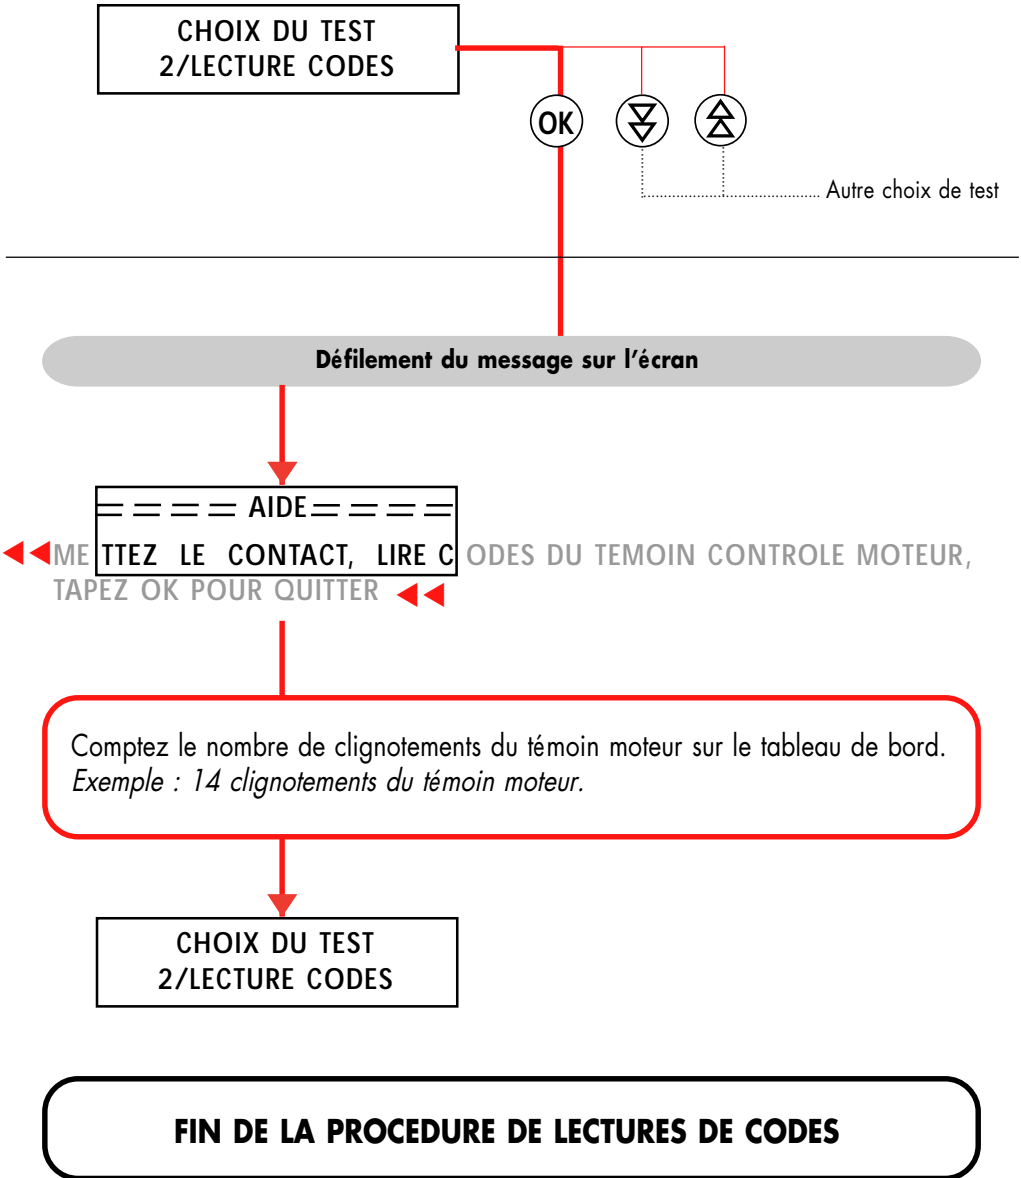 CHOIX DU TEST
2/LECTURE CODES
OK
Autre choix de test
Défilement du message sur l'écran
==== AIDE====
METTEZ LE CONTACT, LIRE CODES DU TEMOIN CONTROLE MOTEUR,
TAPEZ OK POUR QUITTER
Comptez le nombre de clignotements du témoin moteur sur le tableau de bord.
Exemple : 14 clignotements du témoin moteur.
CHOIX DU TEST
2/LECTURE CODES
FIN DE LA PROCEDURE DE LECTURES DE CODES